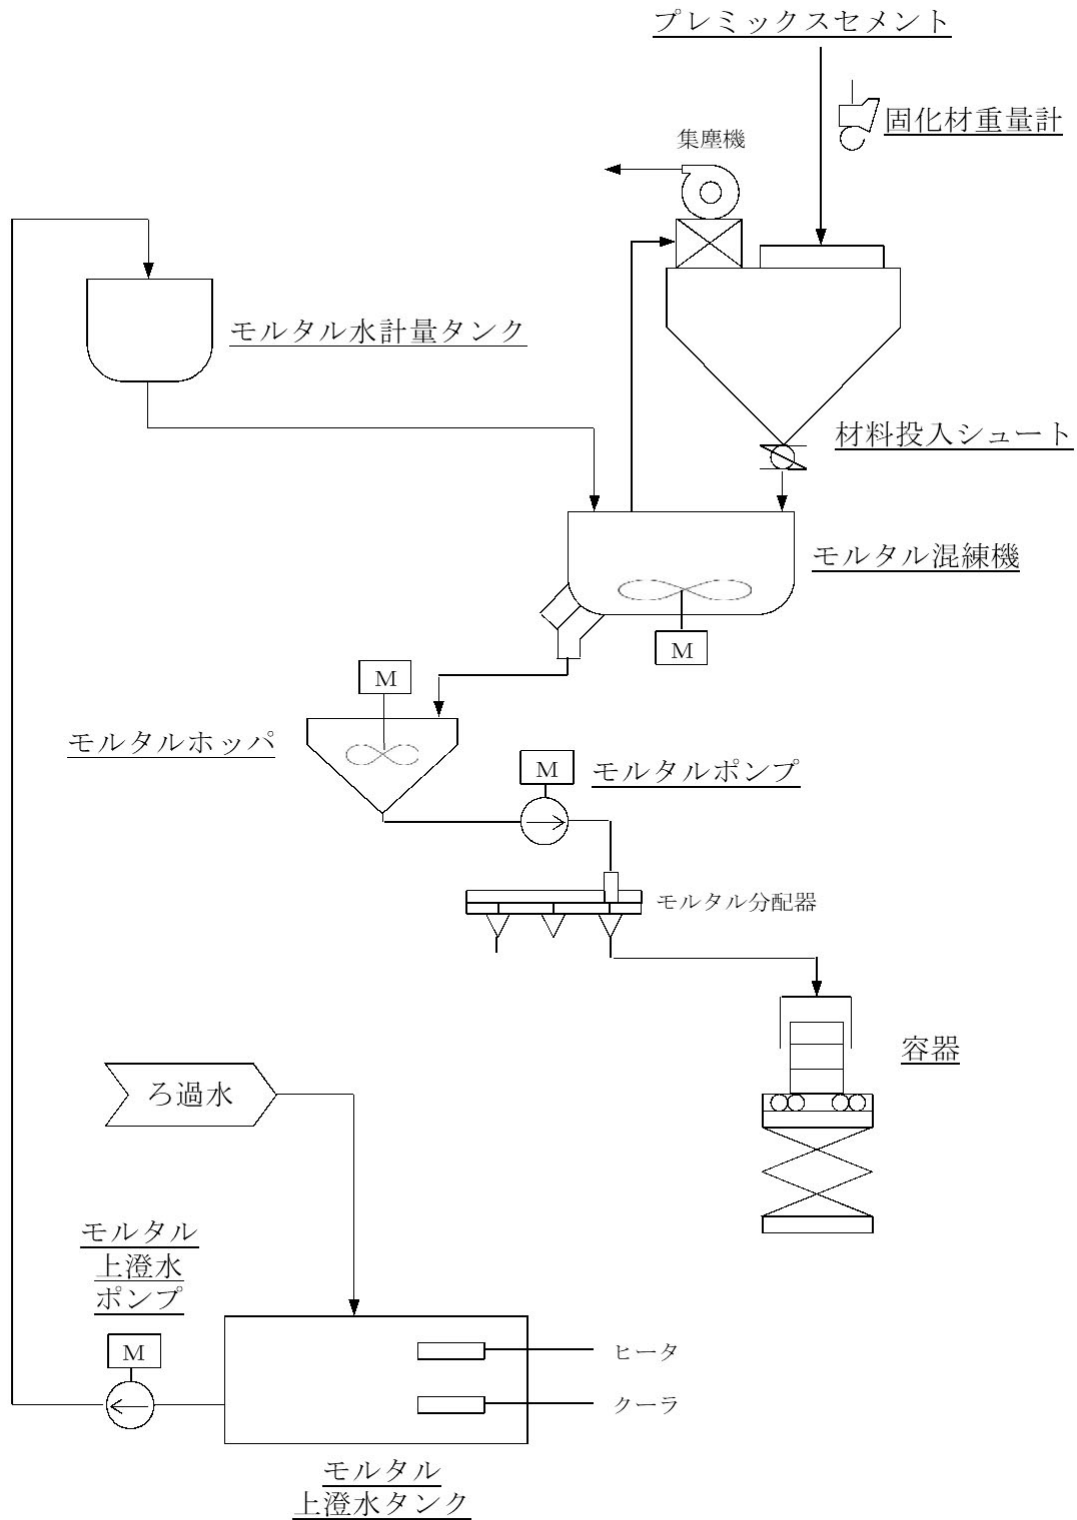 プレミックスセメント
固化材重量計
集塵機
モルタル水計量タンク
材料投入シュート
モルタル混練機
M
M
モルタルホッパ
M
モルタルポンプ
モルタル分配器
容器
ろ過水
モルタル
上澄水
ポンプ
M
ヒータ
クーラ
モルタル
上澄水タンク